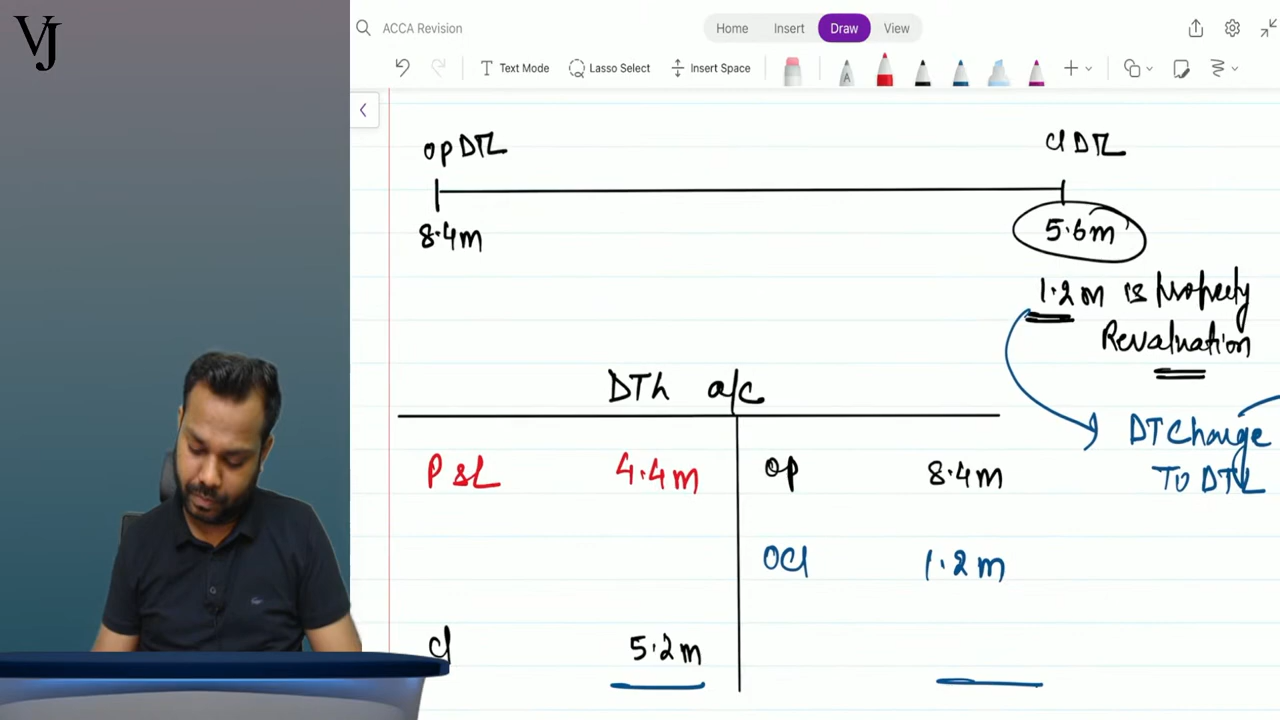 VJ
ACCA Revision
Home Insert Draw View
Text Mode Lasso Select Insert Space
A
op DTL
cl DTL
8.4m
5.6m
1.2m is property
Revaluation
DTL a/c
DT Charge
TO DTL
P&L 4.4m
op 8.4m
OCI 1.2m
cl 5.2m